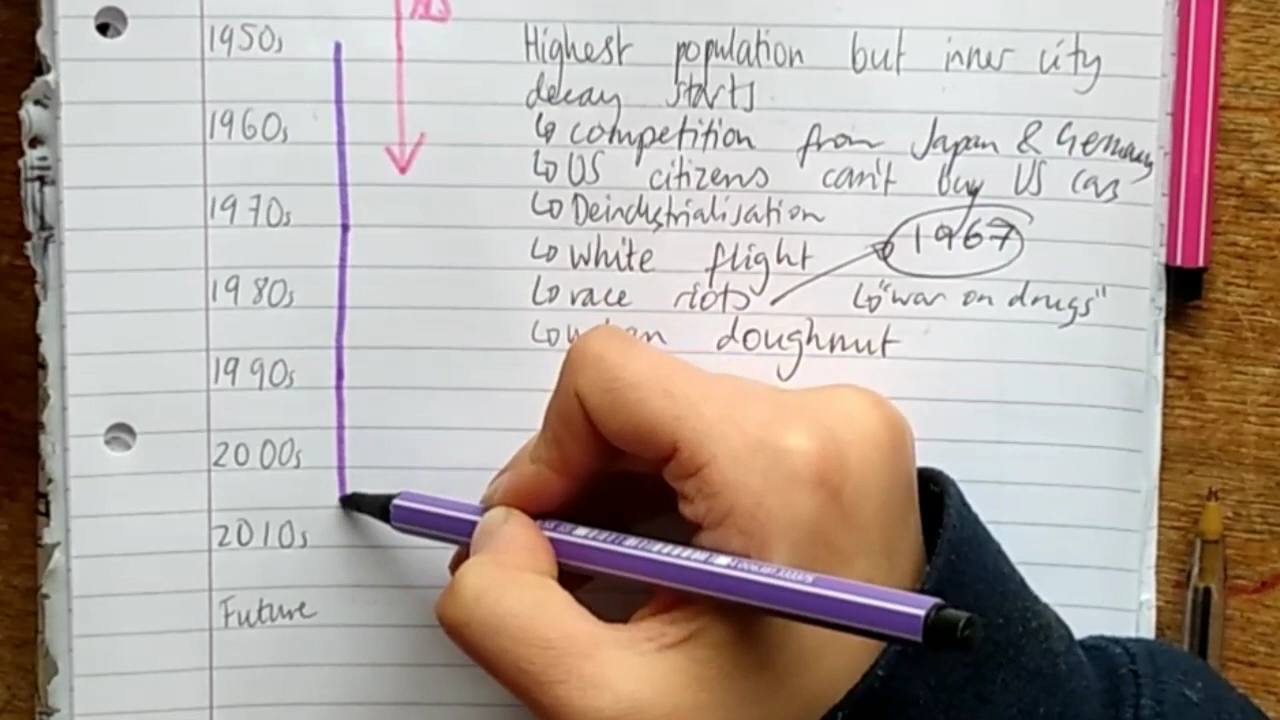 1950s Highest population but inner city
decay starts
1960s ↳ competition from Japan & Germany
↳ US citizens can't buy US cars
1970s ↳ Deindustrialisation
↳ white flight 1967
1980s ↳ race riots ↳ "war on drugs"
↳ doughnut
1990s
2000s
2010s
Future